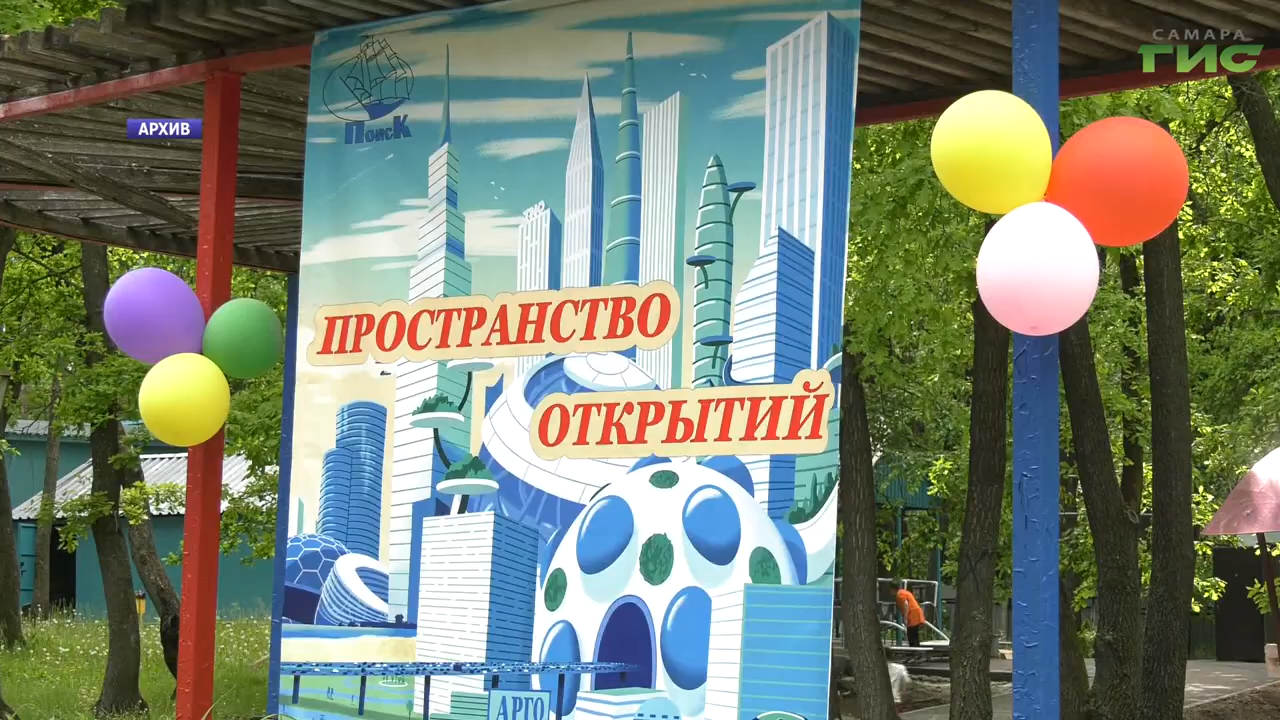 САМАРА
ГИС
АРХИВ
ПоисК
ПРОСТРАНСТВО
ОТКРЫТИЙ
АРГО